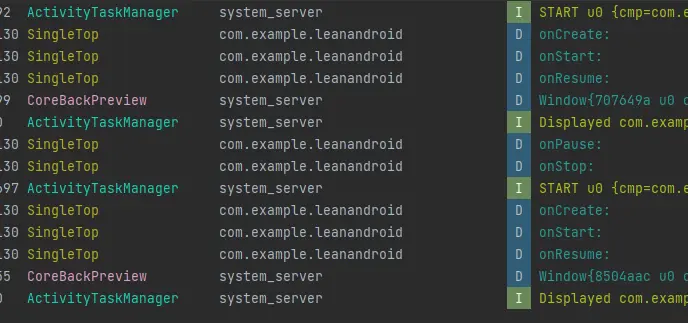 92 ActivityTaskManager system_server I START u0 {cmp=com.e
130 SingleTop com.example.leanandroid D onCreate:
130 SingleTop com.example.leanandroid D onStart:
130 SingleTop com.example.leanandroid D onResume:
99 CoreBackPreview system_server D Window{707649a u0 c
0 ActivityTaskManager system_server I Displayed com.examp
130 SingleTop com.example.leanandroid D onPause:
130 SingleTop com.example.leanandroid D onStop:
697 ActivityTaskManager system_server I START u0 {cmp=com.e
130 SingleTop com.example.leanandroid D onCreate:
130 SingleTop com.example.leanandroid D onStart:
130 SingleTop com.example.leanandroid D onResume:
55 CoreBackPreview system_server D Window{8504aac u0 c
0 ActivityTaskManager system_server I Displayed com.examp